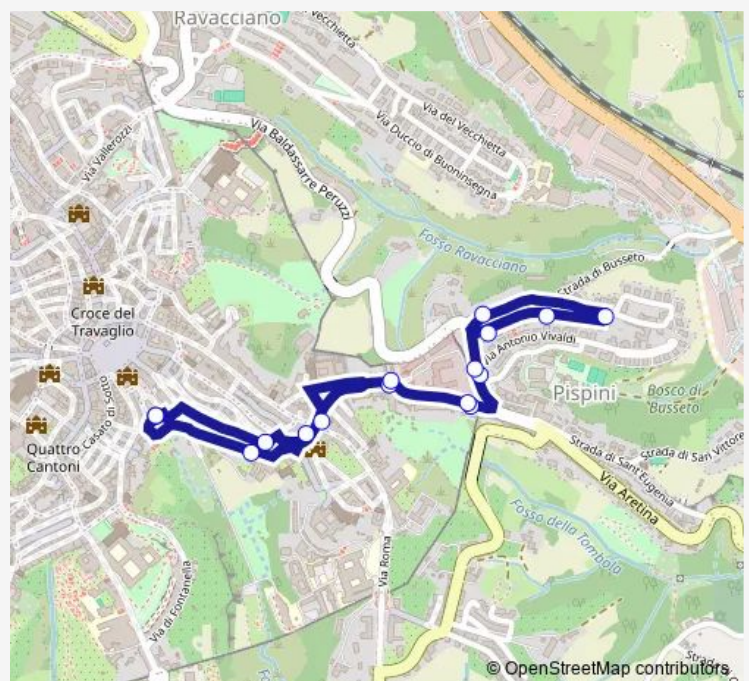 Ravacciano
Via del Vecchietta
Via Duccio di Buoninsegna
Via Baldassarre Peruzzi
Via Vallerozzi
Fosso Ravacciano
Strada di Busseto
Croce del
Travaglio
Via Antonio Vivaldi
Pispini
Bosco di
Busseto
Casato di Sotto
Quattro
Cantoni
Strada di San Vittore
Strada di Sant'Eugenia
Via Aretina
Fosso della Tombola
Via Roma
Via di Fontanella
© OpenStreetMap contributors